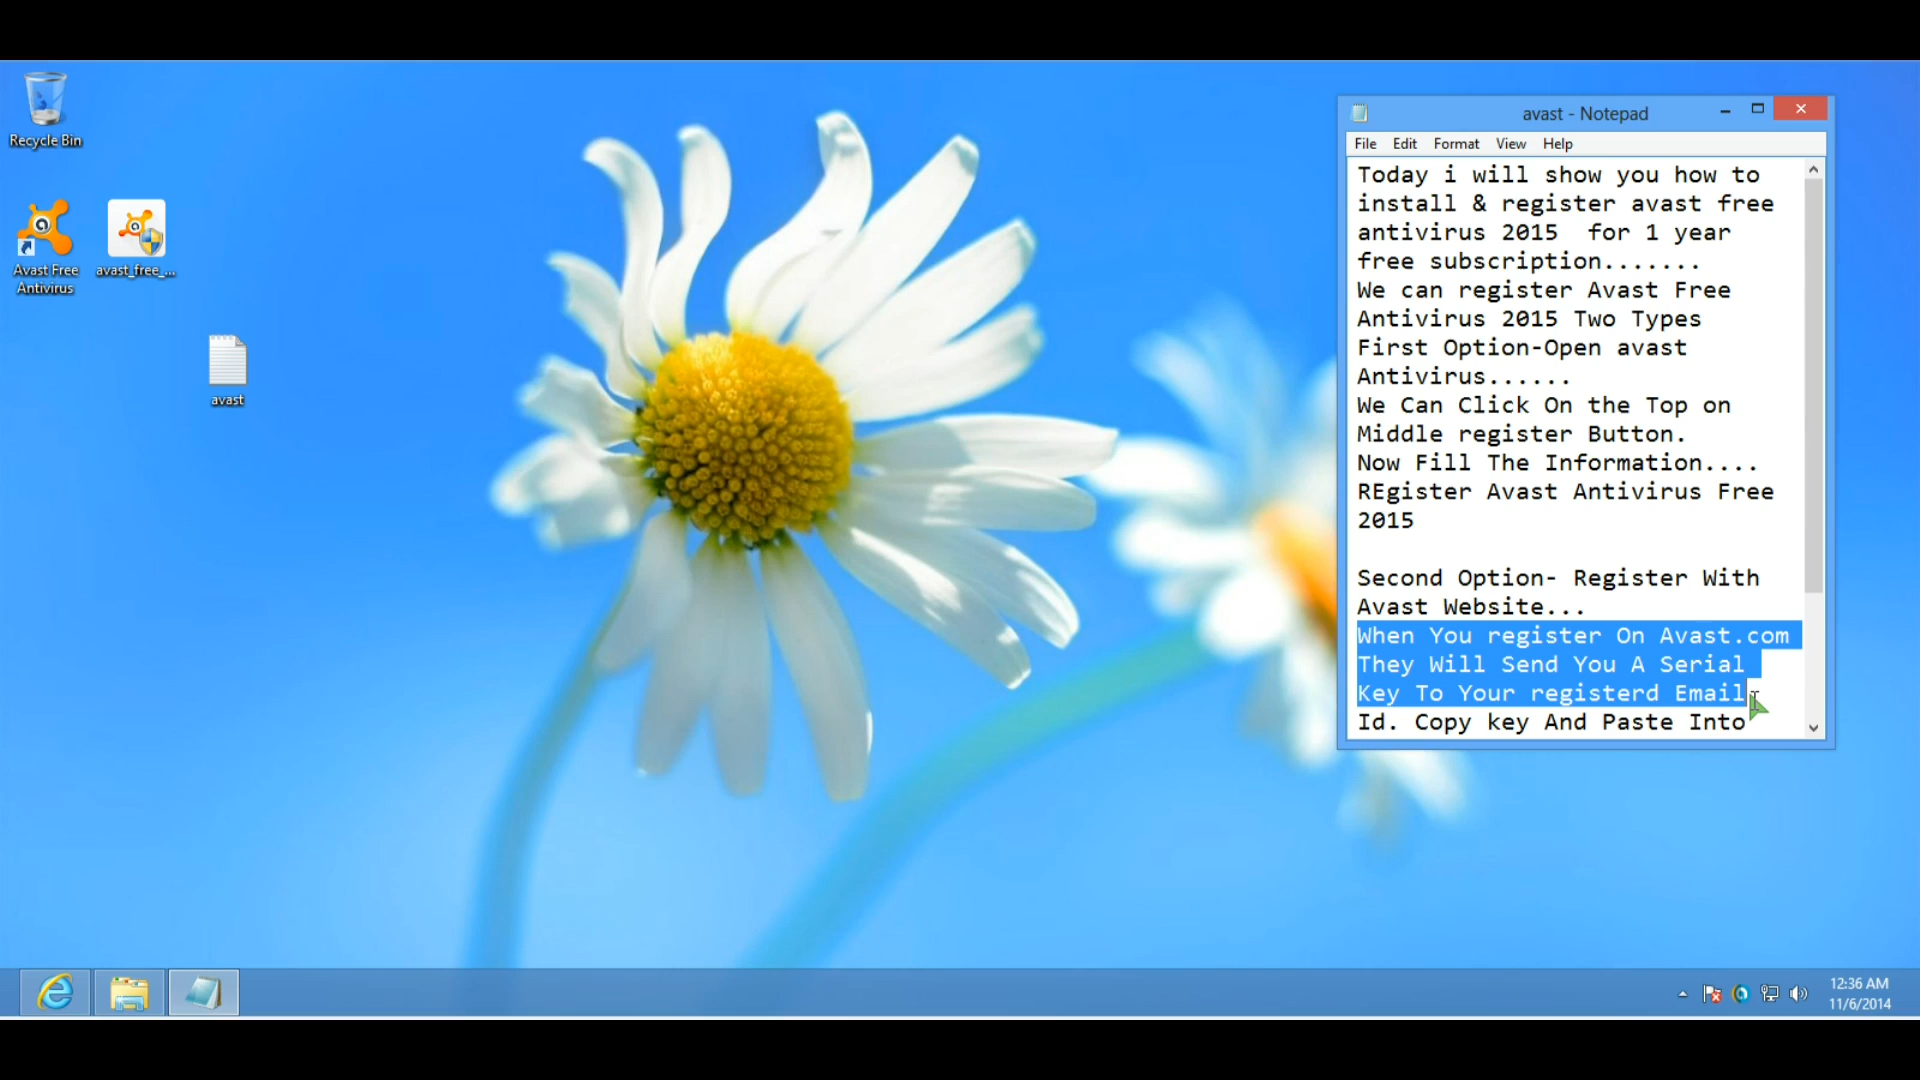 Recycle Bin
Avast Free
Antivirus
avast_free_...
avast
avast - Notepad
File Edit Format View Help
Today i will show you how to
install & register avast free
antivirus 2015  for 1 year
free subscription.......
We can register Avast Free
Antivirus 2015 Two Types
First Option-Open avast
Antivirus......
We Can Click On the Top on
Middle register Button.
Now Fill The Information....
REgister Avast Antivirus Free
2015
Second Option- Register With
Avast Website...
When You register On Avast.com
They Will Send You A Serial
Key To Your registerd Email
Id. Copy key And Paste Into
12:36 AM
11/6/2014